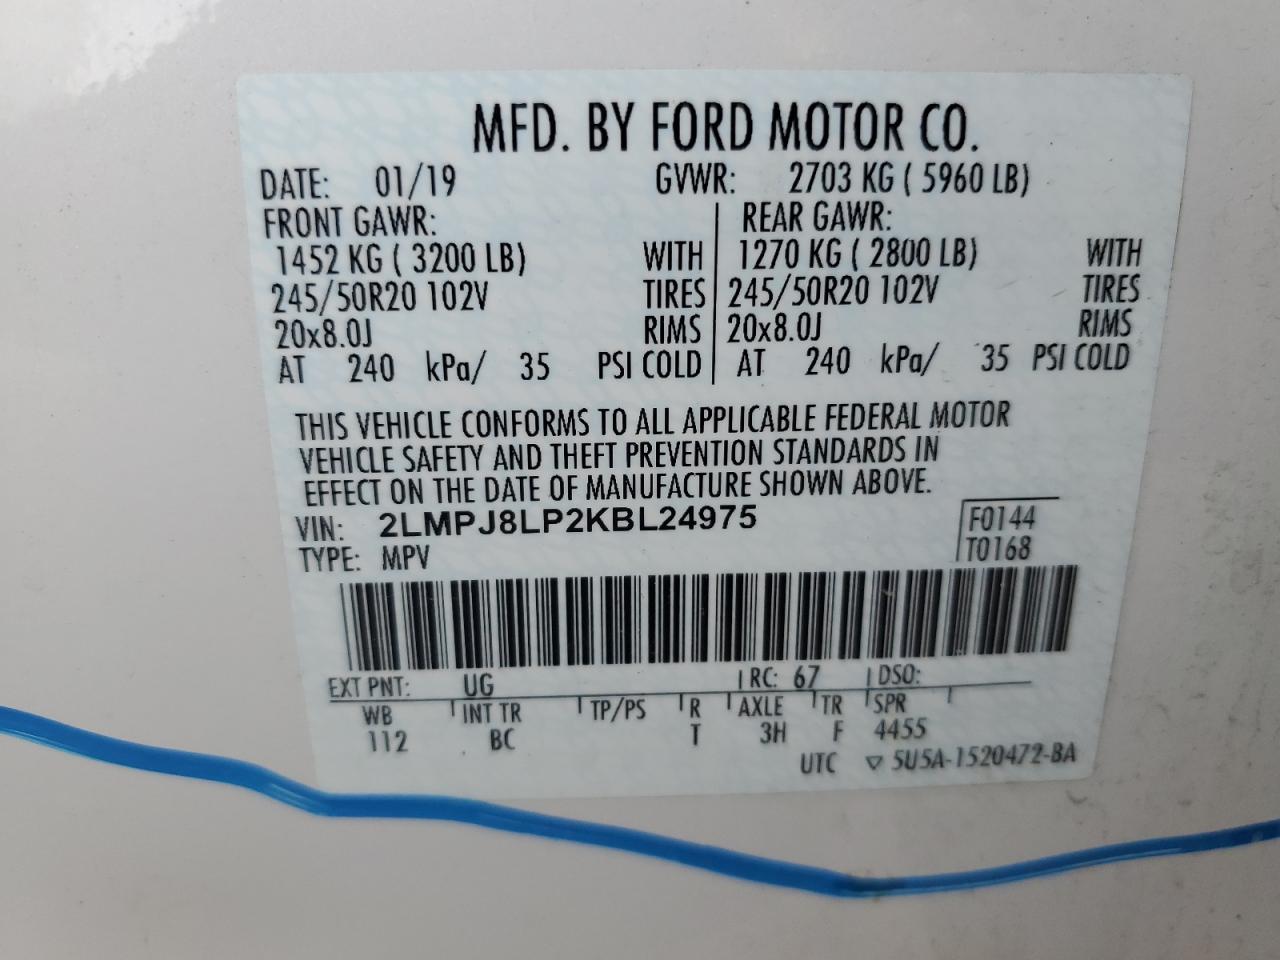 MFD. BY FORD MOTOR CO.
DATE: 01/19 GVWR: 2703 KG ( 5960 LB)
FRONT GAWR: REAR GAWR:
1452 KG ( 3200 LB) WITH 1270 KG ( 2800 LB) WITH
245/50R20 102V TIRES 245/50R20 102V TIRES
20x8.0J RIMS 20x8.0J RIMS
AT 240 kPa/ 35 PSI COLD AT 240 kPa/ 35 PSI COLD
THIS VEHICLE CONFORMS TO ALL APPLICABLE FEDERAL MOTOR
VEHICLE SAFETY AND THEFT PREVENTION STANDARDS IN
EFFECT ON THE DATE OF MANUFACTURE SHOWN ABOVE.
VIN: 2LMPJ8LP2KBL24975 F0144
TYPE: MPV T0168
EXT PNT: UG RC: 67 DSO:
WB INT TR TP/PS R AXLE TR SPR
112 BC T 3H F 4455
UTC ▽ 5U5A-1520472-BA